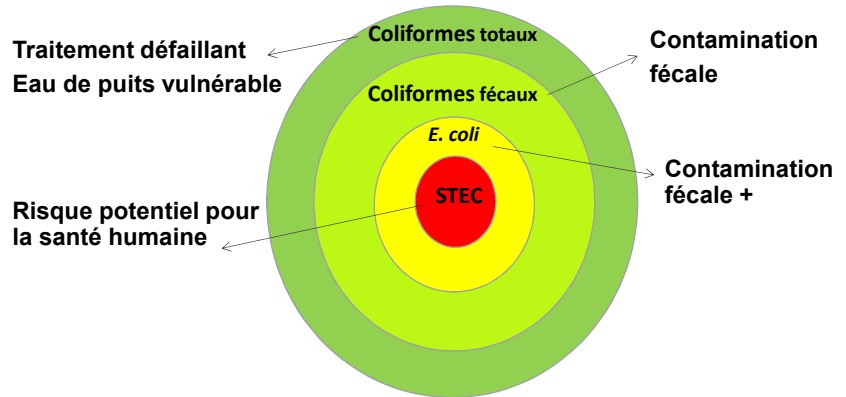 Coliformes totaux
Traitement défaillant
Eau de puits vulnérable
Contamination
fécale
Coliformes fécaux
E. coli
Contamination
fécale +
STEC
Risque potentiel pour
la santé humaine